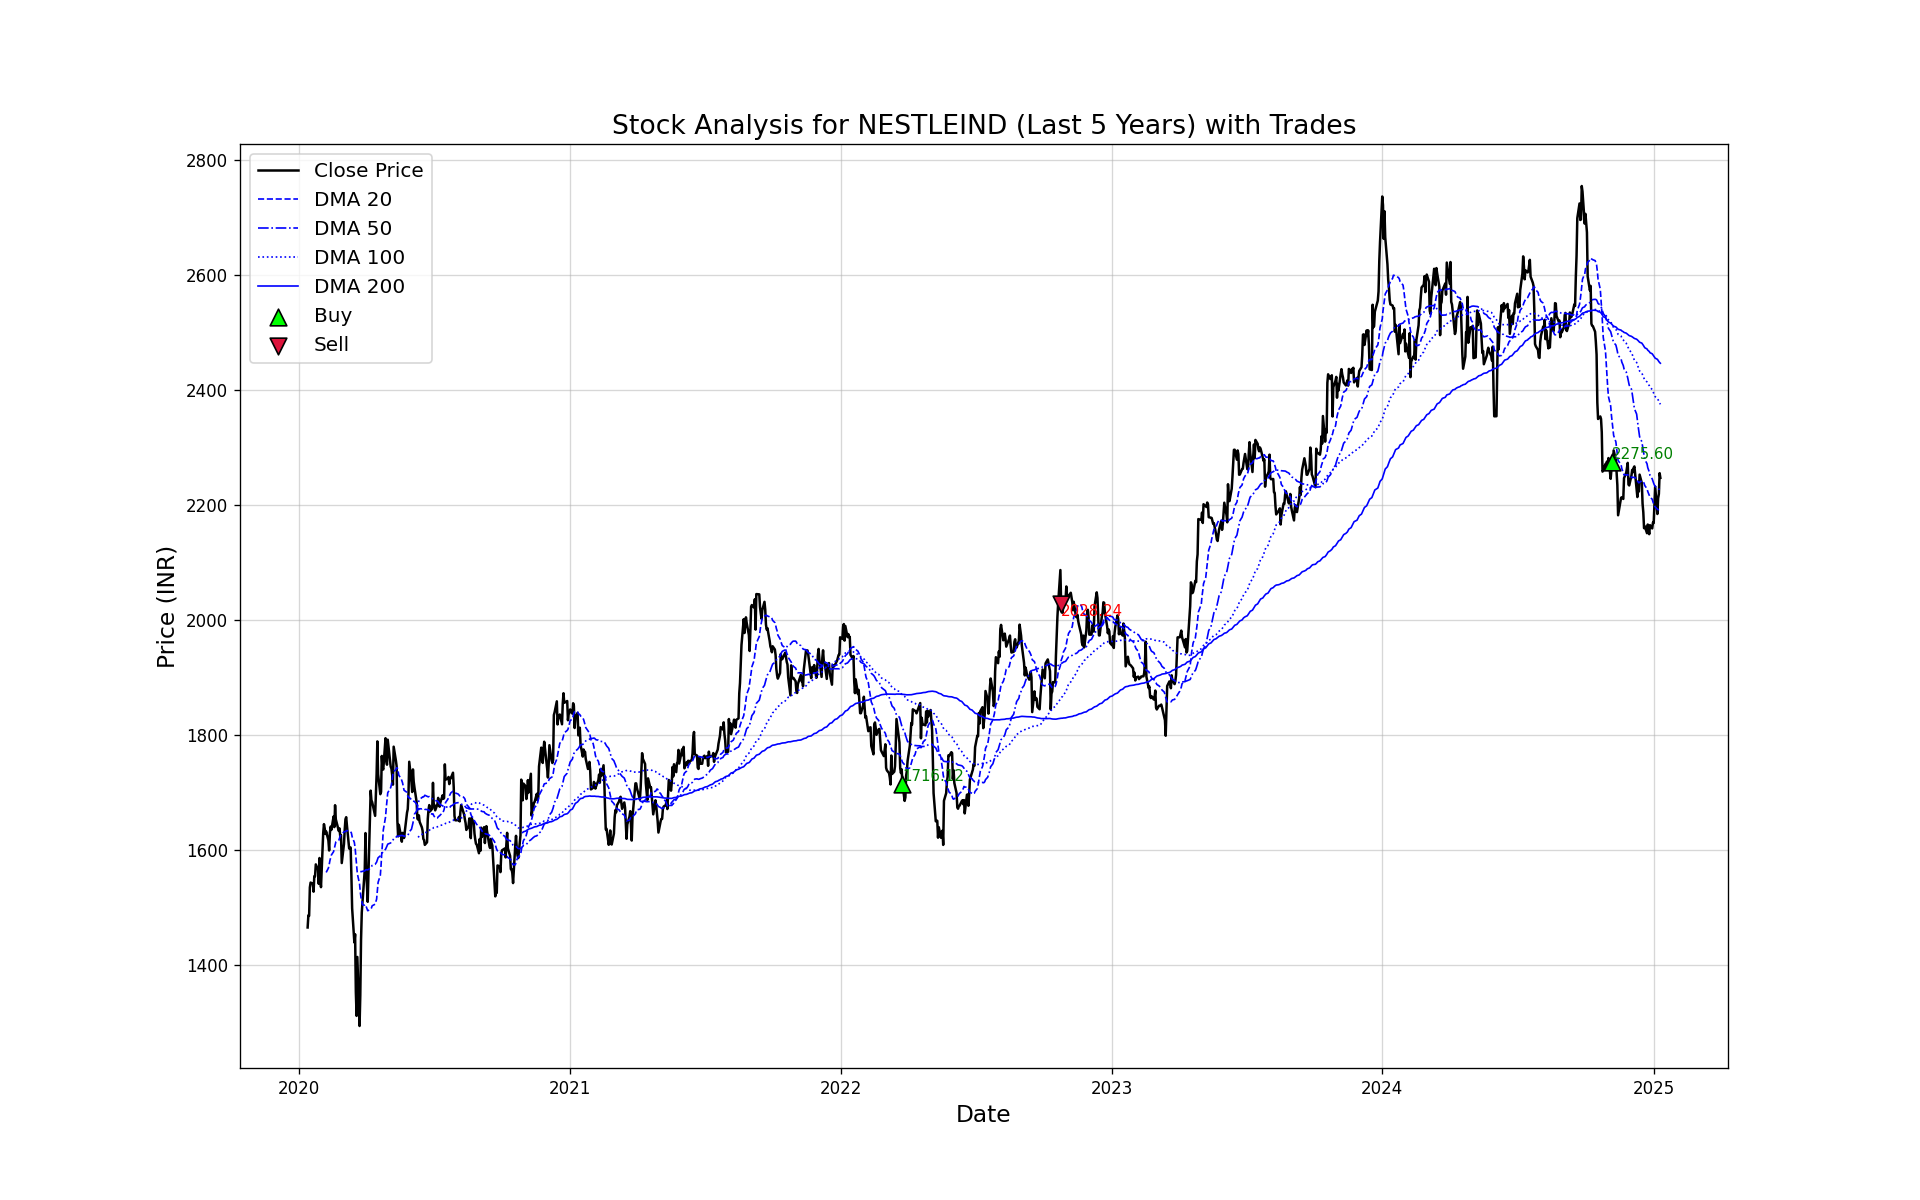 Stock Analysis for NESTLEIND (Last 5 Years) with Trades
Close Price
DMA 20
DMA 50
DMA 100
DMA 200
Buy
Sell
2800
2600
2400
2200
2000
1800
1600
1400
Price (INR)
2275.60
2028.24
1716.12
2020
2021
2022
2023
2024
2025
Date